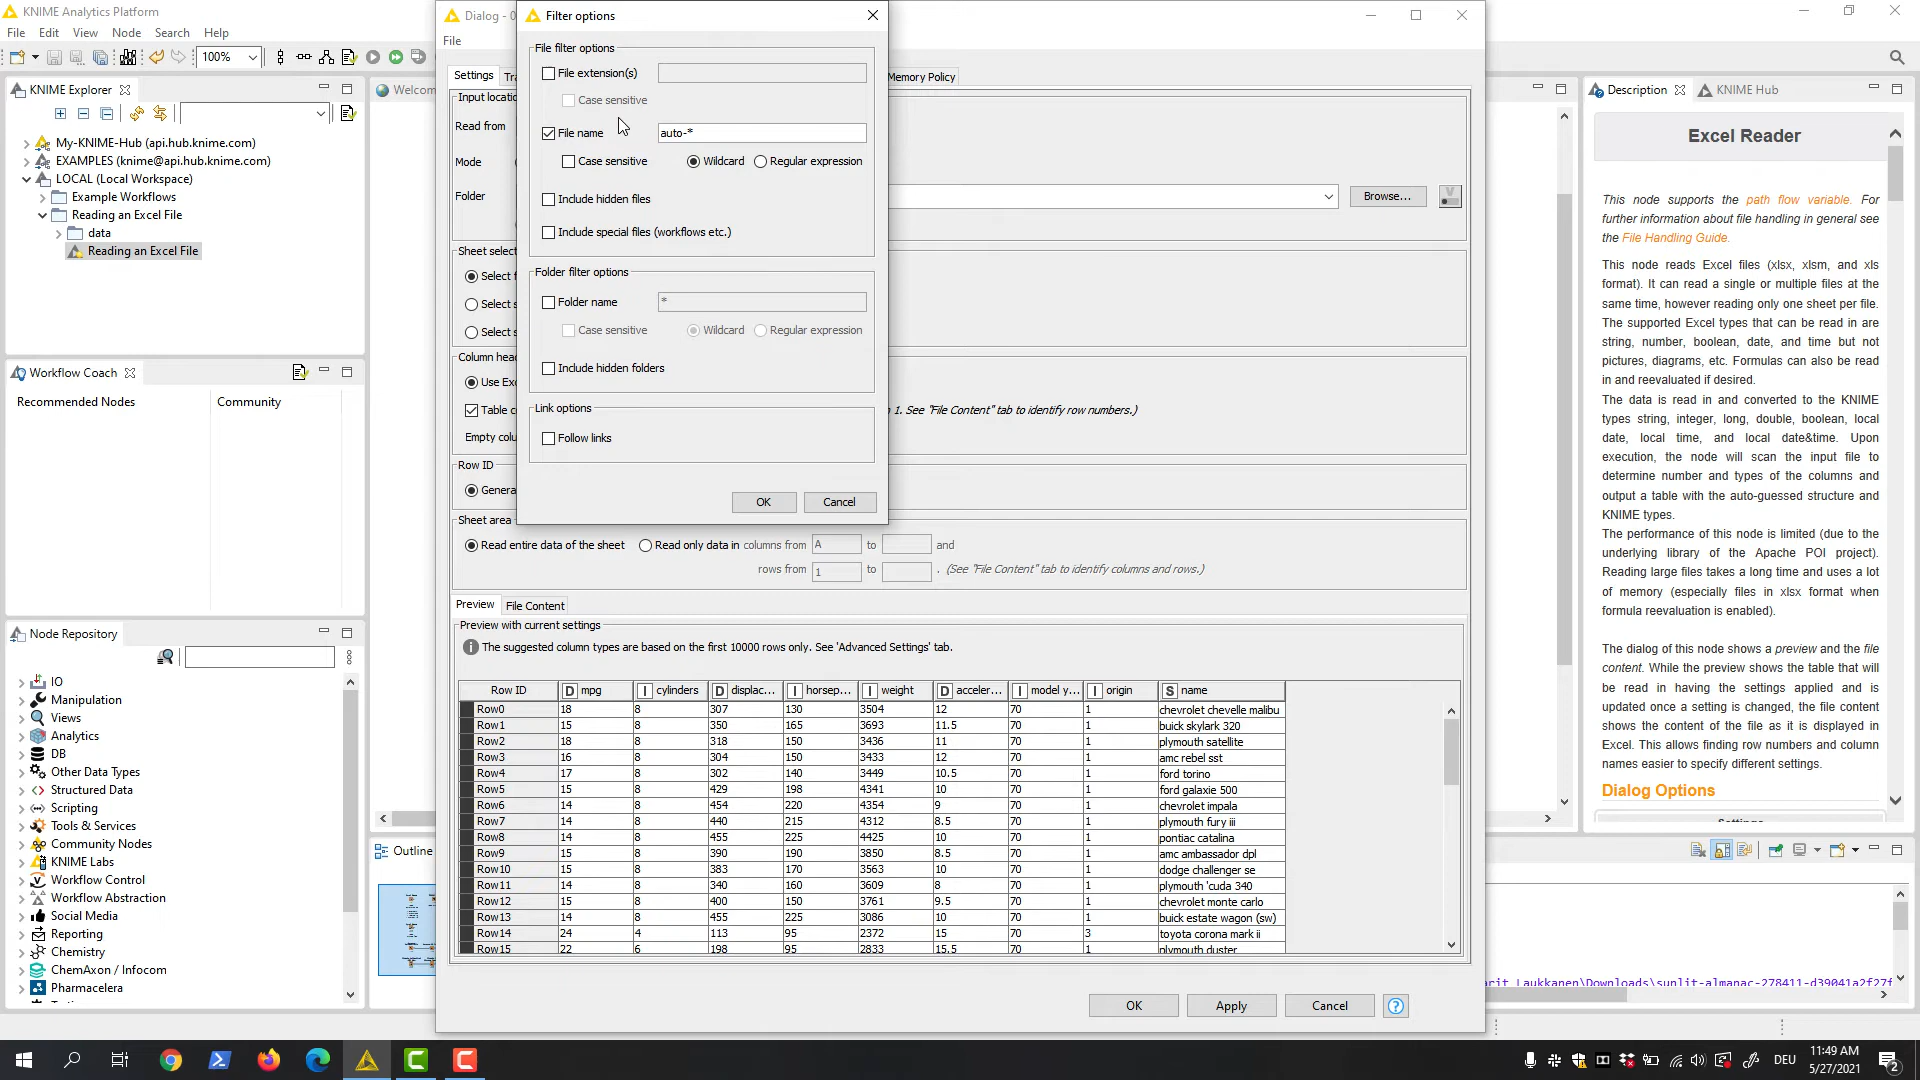 KNIME Analytics Platform
File Edit View Node Search Help
100%
KNIME Explorer
My-KNIME-Hub (api.hub.knime.com)
EXAMPLES (knime@api.hub.knime.com)
LOCAL (Local Workspace)
Example Workflows
Reading an Excel File
data
Reading an Excel File
Workflow Coach
Recommended Nodes Community
Node Repository
IO
Manipulation
Views
Analytics
DB
Other Data Types
Structured Data
Scripting
Tools & Services
Community Nodes
KNIME Labs
Workflow Control
Workflow Abstraction
Social Media
Reporting
Chemistry
ChemAxon / Infocom
Pharmacelera
Welcom
Outline
Dialog - 0
File
Settings Tra Memory Policy
Input locatio
Read from
Mode
Folder Browse...
Sheet select
Select f
Select s
Select s
Column head
Use Exc
Table c 1. See "File Content" tab to identify row numbers.)
Empty colu
Row ID
Genera
Sheet area
Read entire data of the sheet Read only data in columns from A to and
rows from 1 to . (See "File Content" tab to identify columns and rows.)
Filter options
File filter options
File extension(s)
Case sensitive
File name auto-*
Case sensitive Wildcard Regular expression
Include hidden files
Include special files (workflows etc.)
Folder filter options
Folder name *
Case sensitive Wildcard Regular expression
Include hidden folders
Link options
Follow links
OK Cancel
Preview File Content
Preview with current settings
The suggested column types are based on the first 10000 rows only. See 'Advanced Settings' tab.
Row ID D mpg I cylinders D displac... I horsep... I weight D acceler... I model y... I origin S name
Row0 18 8 307 130 3504 12 70 1 chevrolet chevelle malibu
Row1 15 8 350 165 3693 11.5 70 1 buick skylark 320
Row2 18 8 318 150 3436 11 70 1 plymouth satellite
Row3 16 8 304 150 3433 12 70 1 amc rebel sst
Row4 17 8 302 140 3449 10.5 70 1 ford torino
Row5 15 8 429 198 4341 10 70 1 ford galaxie 500
Row6 14 8 454 220 4354 9 70 1 chevrolet impala
Row7 14 8 440 215 4312 8.5 70 1 plymouth fury iii
Row8 14 8 455 225 4425 10 70 1 pontiac catalina
Row9 15 8 390 190 3850 8.5 70 1 amc ambassador dpl
Row10 15 8 383 170 3563 10 70 1 dodge challenger se
Row11 14 8 340 160 3609 8 70 1 plymouth 'cuda 340
Row12 15 8 400 150 3761 9.5 70 1 chevrolet monte carlo
Row13 14 8 455 225 3086 10 70 1 buick estate wagon (sw)
Row14 24 4 113 95 2372 15 70 3 toyota corona mark ii
Row15 22 6 198 95 2833 15.5 70 1 plymouth duster
OK Apply Cancel
Description KNIME Hub
Excel Reader
This node supports the path flow variable. For
further information about file handling in general see
the File Handling Guide.
This node reads Excel files (xlsx, xlsm, and xls
format). It can read a single or multiple files at the
same time, however reading only one sheet per file.
The supported Excel types that can be read in are
string, number, boolean, date, and time but not
pictures, diagrams, etc. Formulas can also be read
in and reevaluated if desired.
The data is read in and converted to the KNIME
types string, integer, long, double, boolean, local
date, local time, and local date&time. Upon
execution, the node will scan the input file to
determine number and types of the columns and
output a table with the auto-guessed structure and
KNIME types.
The performance of this node is limited (due to the
underlying library of the Apache POI project).
Reading large files takes a long time and uses a lot
of memory (especially files in xlsx format when
formula reevaluation is enabled).
The dialog of this node shows a preview and the file
content. While the preview shows the table that will
be read in having the settings applied and is
updated once a setting is changed, the file content
shows the content of the file as it is displayed in
Excel. This allows finding row numbers and column
names easier to specify different settings.
Dialog Options
Settings
arit Laukkanen\Downloads\sunlit-almanac-278411-d39041a2f27f
DEU
11:49 AM
5/27/2021
2